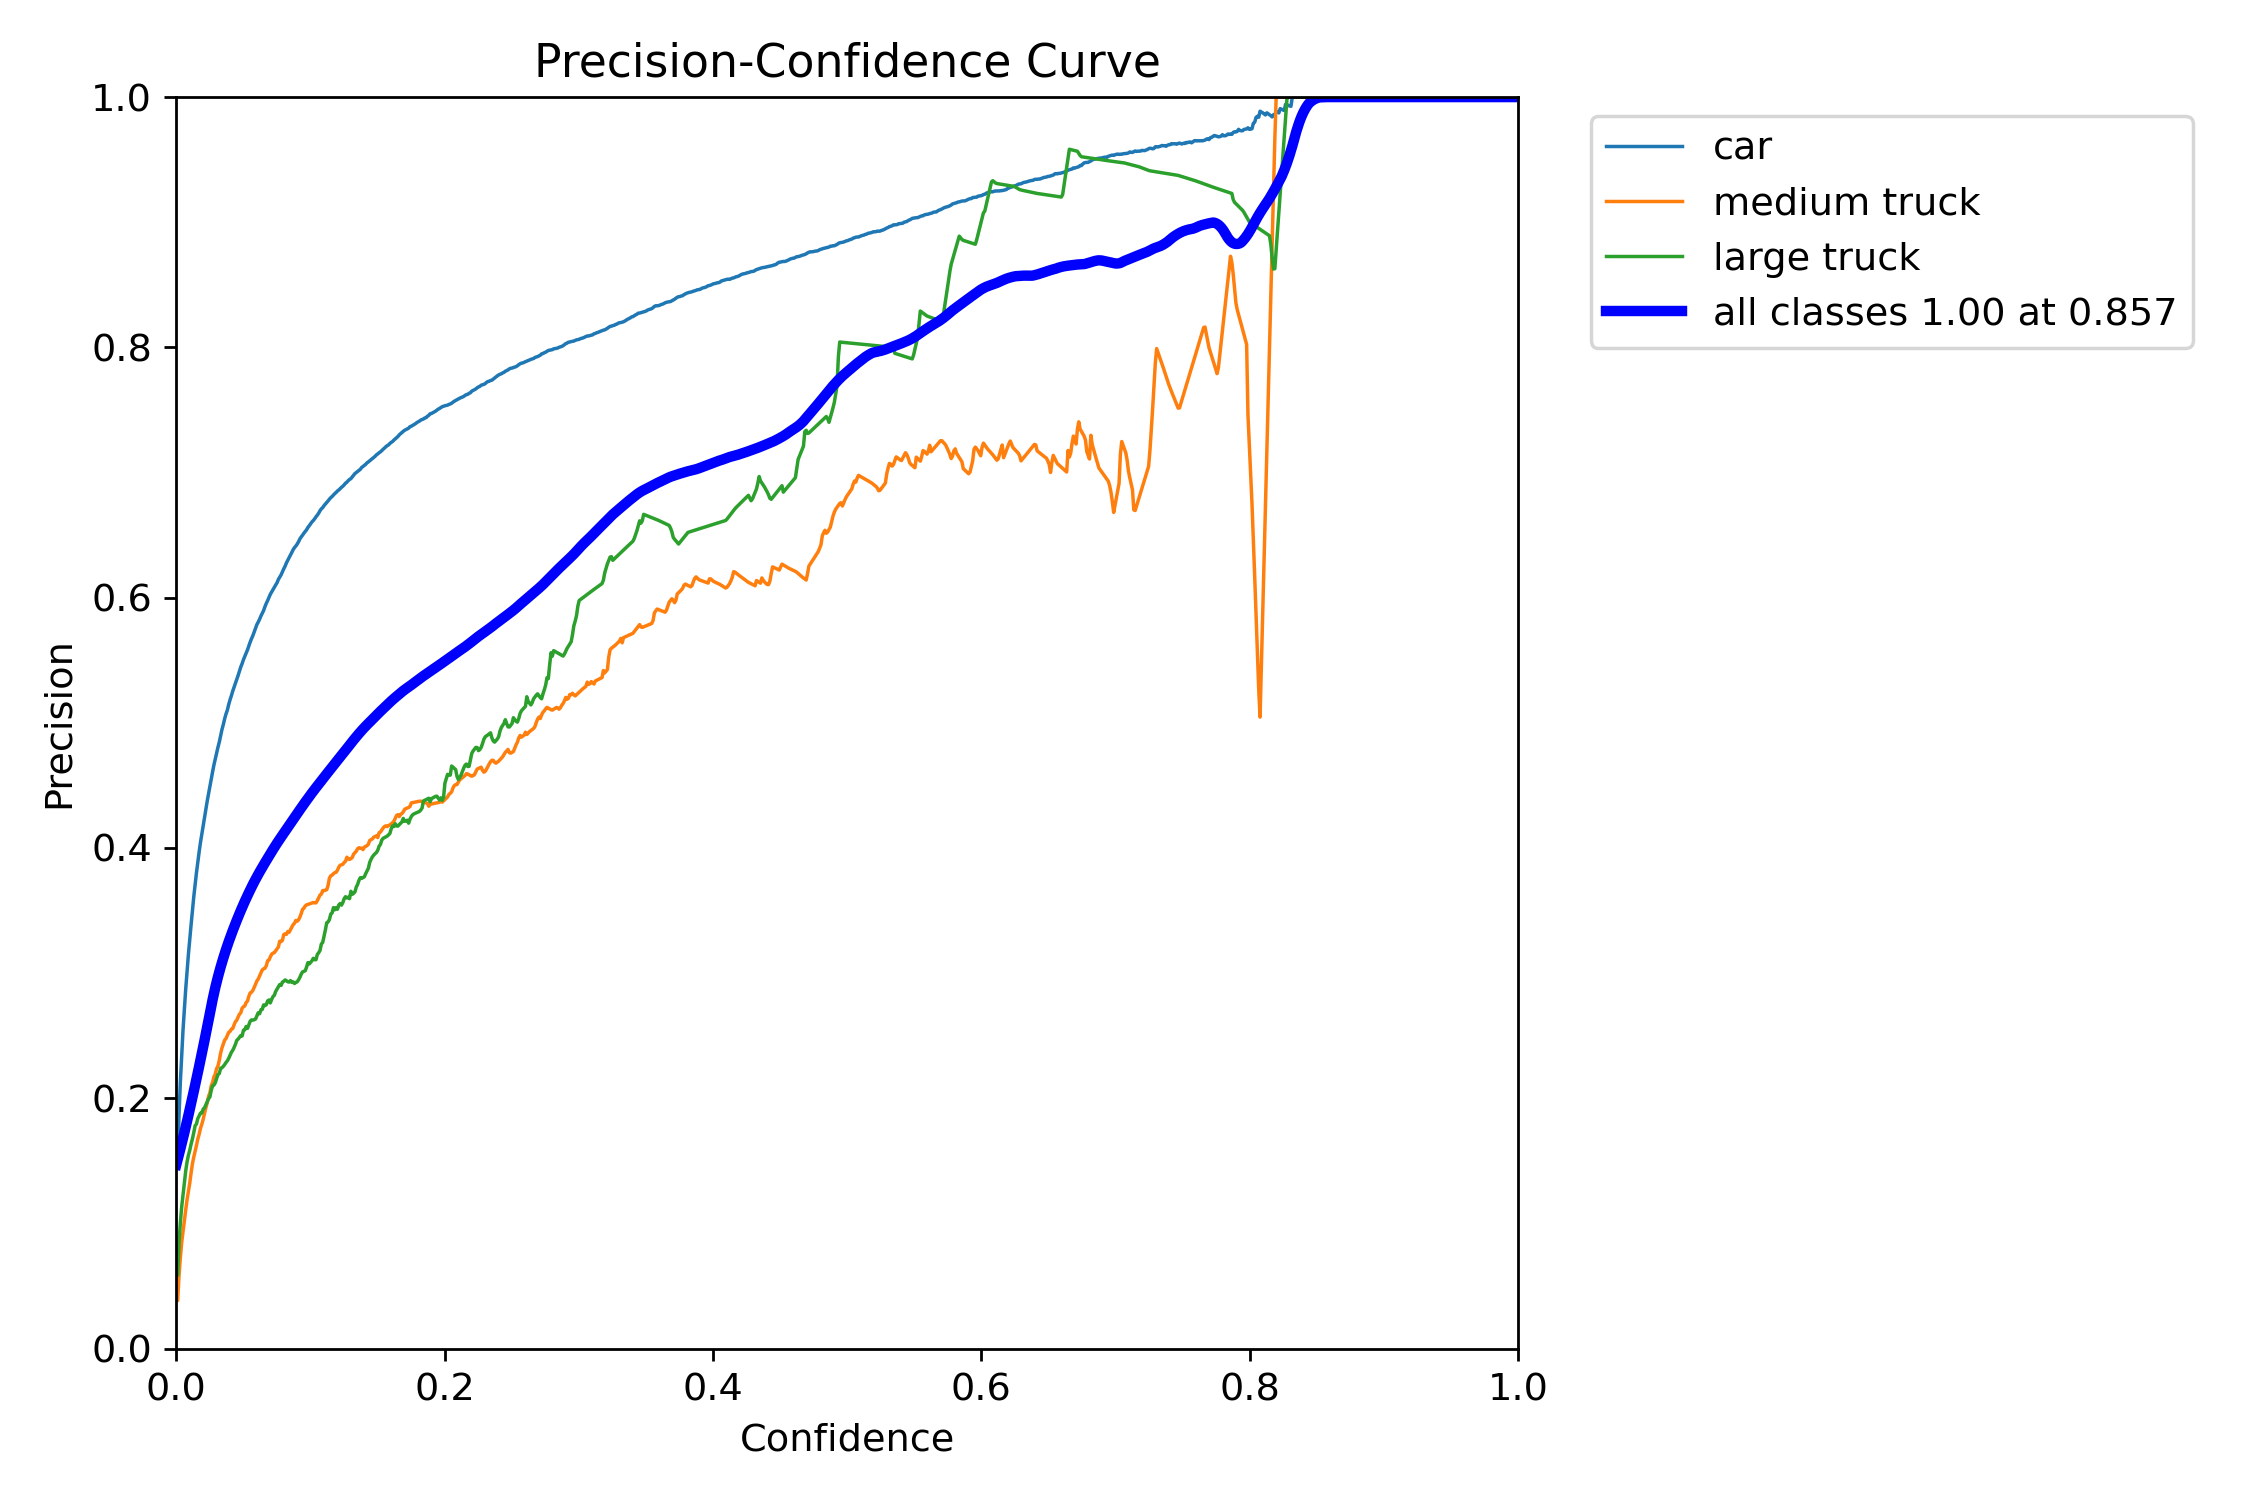 Precision-Confidence Curve
1.0
0.8
0.6
0.4
0.2
0.0
Precision
0.0 0.2 0.4 0.6 0.8 1.0
Confidence
car
medium truck
large truck
all classes 1.00 at 0.857